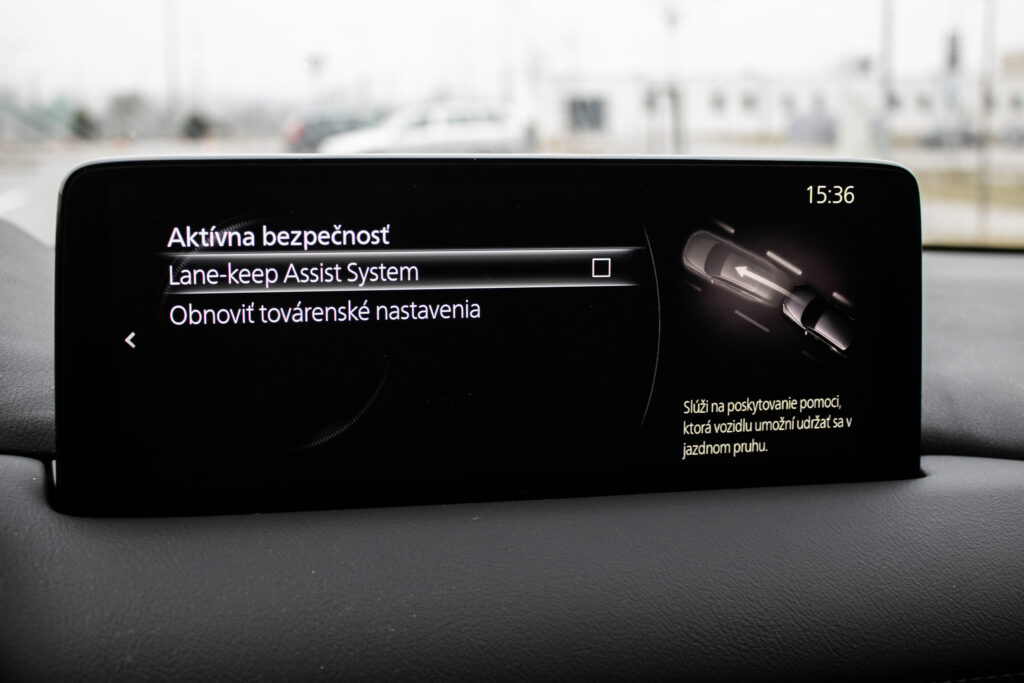 15:36
Aktívna bezpečnosť
Lane-keep Assist System
Obnoviť továrenské nastavenia
Slúži na poskytovanie pomoci,
ktorá vozidlu umožní udržať sa v
jazdnom pruhu.